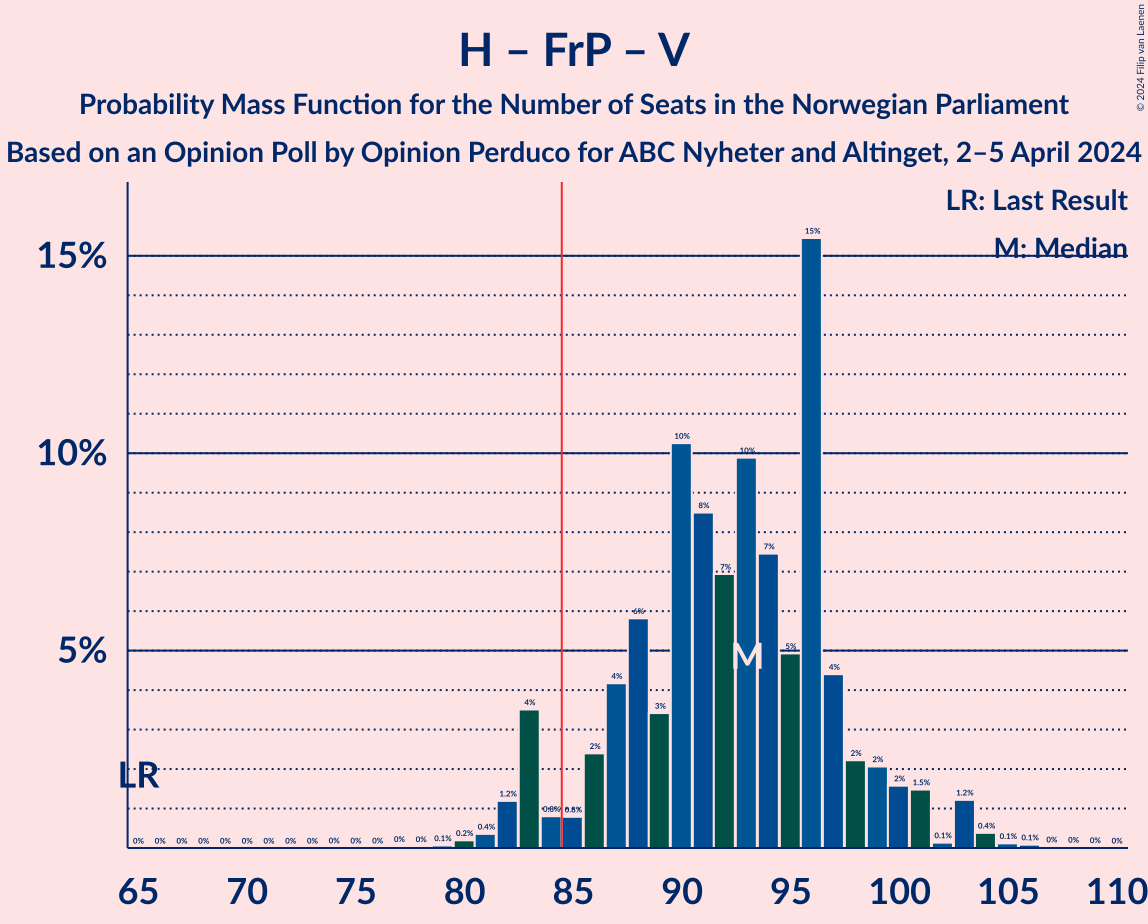 H – FrP – V
Probability Mass Function for the Number of Seats in the Norwegian Parliament
Based on an Opinion Poll by Opinion Perduco for ABC Nyheter and Altinget, 2–5 April 2024
© 2024 Filip van Laenen
LR: Last Result
M: Median
15%
10%
5%
LR
M
0% 0% 0% 0% 0% 0% 0% 0% 0% 0% 0% 0% 0% 0% 0.1% 0.2% 0.4% 1.2% 4% 0.8% 0.8% 2% 4% 6% 3% 10% 8% 7% 10% 7% 5% 15% 4% 2% 2% 2% 1.5% 0.1% 1.2% 0.4% 0.1% 0.1% 0% 0% 0% 0%
65 70 75 80 85 90 95 100 105 110